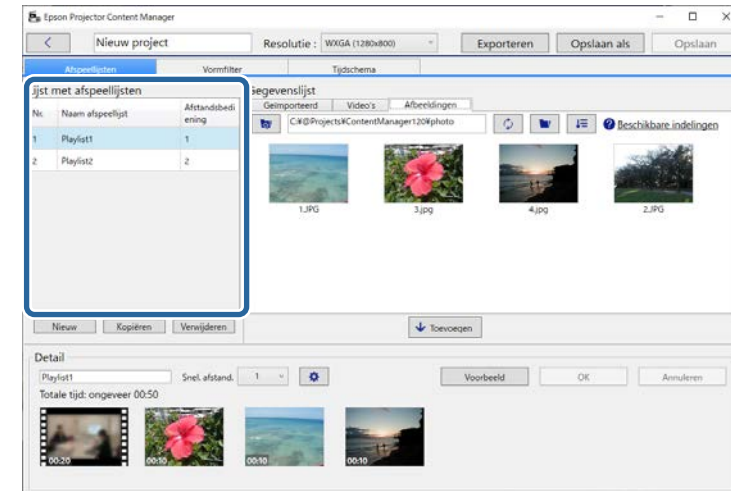 Epson Projector Content Manager
Nieuw project
Resolutie : WXGA (1280x800)
Exporteren
Opslaan als
Opslaan
Afspeellijsten
Vormfilter
Tijdschema
ijst met afspeellijsten
Nr.
Naam afspeellijst
Afstandsbedi
ening
1 Playlist1 1
2 Playlist2 2
Gegevenslijst
Geïmporteerd
Video's
Afbeeldingen
C:¥@Projects¥ContentManager120¥photo
Beschikbare indelingen
1.JPG
3.jpg
4.jpg
2.JPG
Nieuw
Kopiëren
Verwijderen
Toevoegen
Detail
Playlist1
Snel. afstand.
1
Voorbeeld
OK
Annuleren
Totale tijd: ongeveer 00:50
00:20
00:10
00:10
00:10